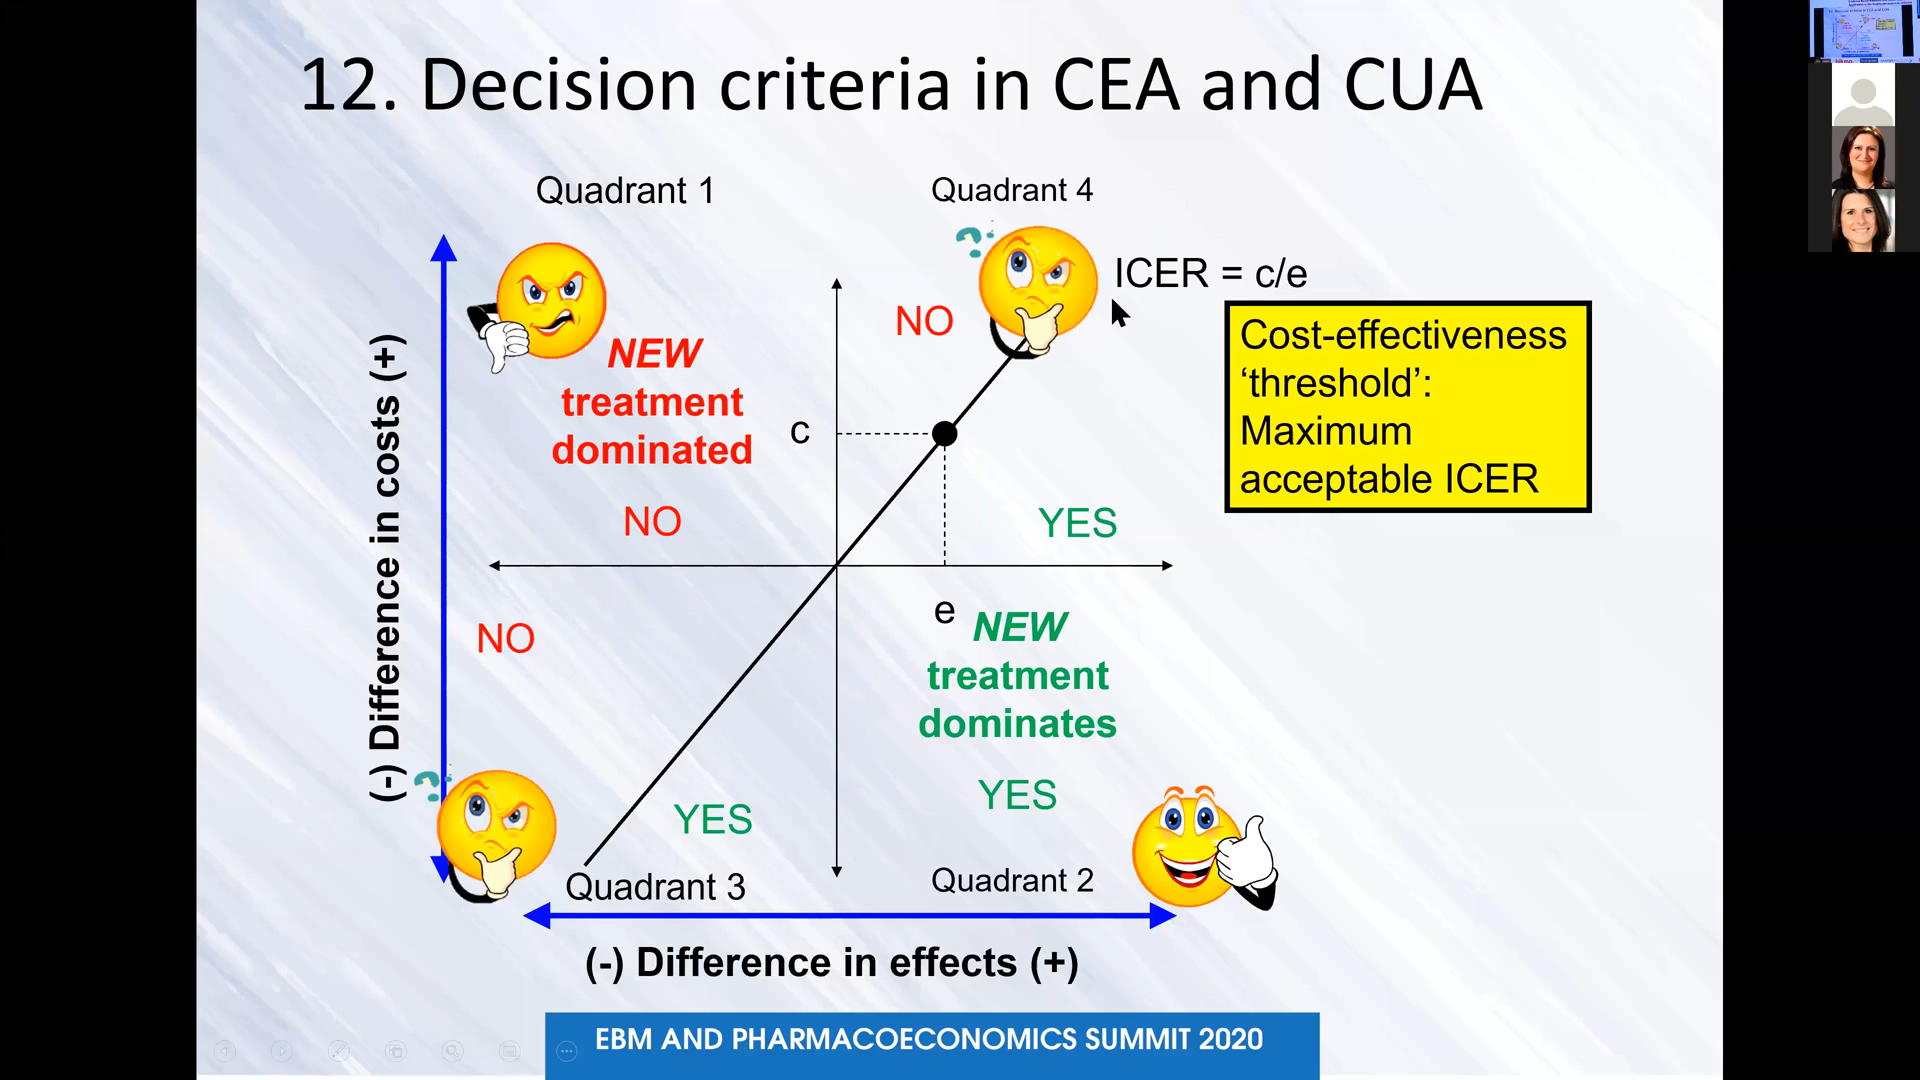 12. Decision criteria in CEA and CUA
Quadrant 1
Quadrant 4
ICER = c/e
NO
NEW
treatment
dominated
NO
c
YES
Cost-effectiveness
‘threshold’:
Maximum
acceptable ICER
(-) Difference in costs (+)
NO
e
NEW
treatment
dominates
YES
YES
Quadrant 3
Quadrant 2
(-) Difference in effects (+)
EBM AND PHARMACOECONOMICS SUMMIT 2020